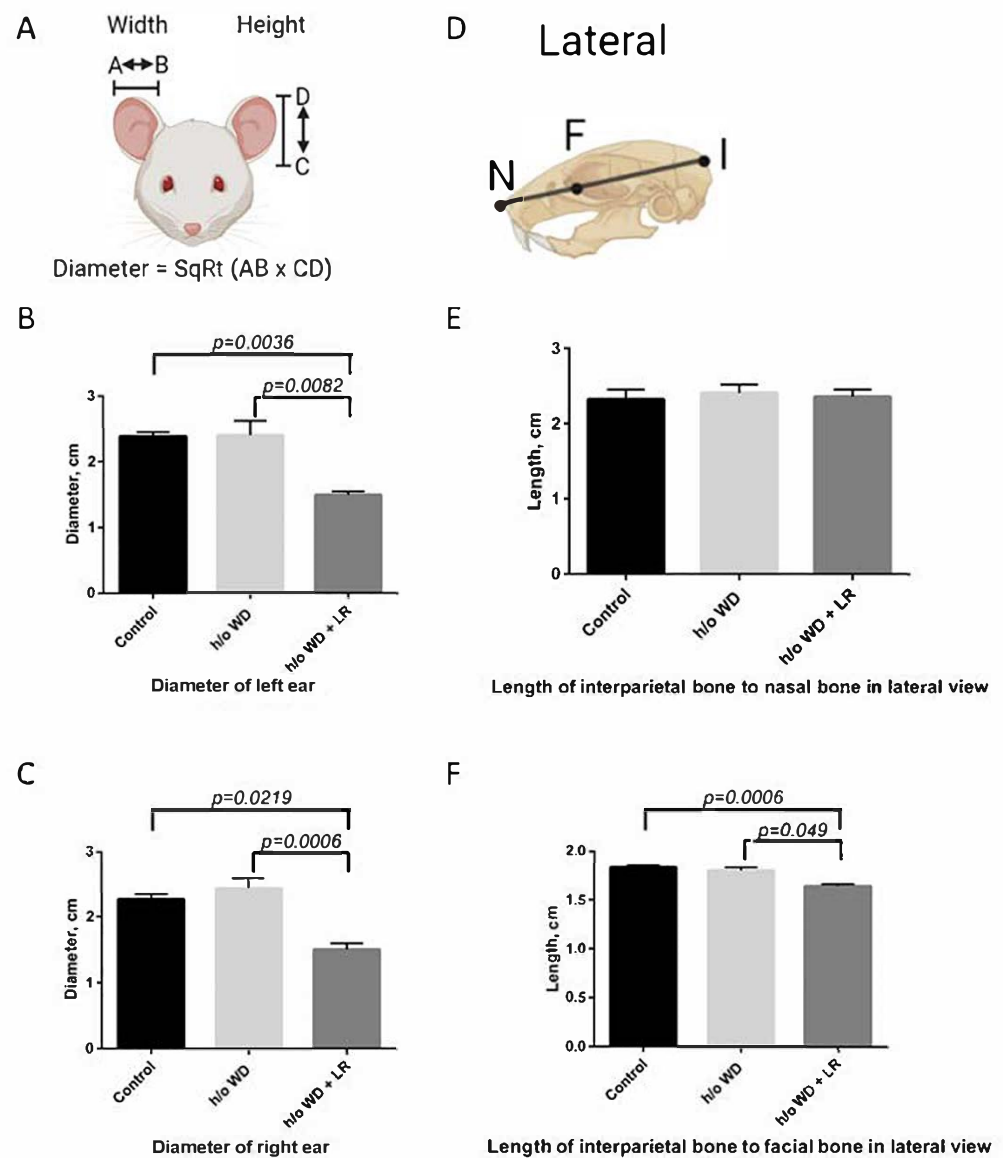 A
Width
Height
A
B
D
C
Diameter = SqRt (AB x CD)
D
Lateral
N
F
I
B
p=0.0036
p=0.0082
3
2
1
0
Diameter, cm
Control
h/o WD
h/o WD + LR
Diameter of left ear
E
3
2
1
0
Length, cm
Control
h/o WD
h/o WD + LR
Length of interparietal bone to nasal bone in lateral view
C
p=0.0219
p=0.0006
3
2
1
0
Diameter, cm
Control
h/o WD
h/o WD + LR
Diameter of right ear
F
p=0.0006
p=0.049
2.0
1.5
1.0
0.5
0.0
Length, cm
Control
h/o WD
h/o WD + LR
Length of interparietal bone to facial bone in lateral view